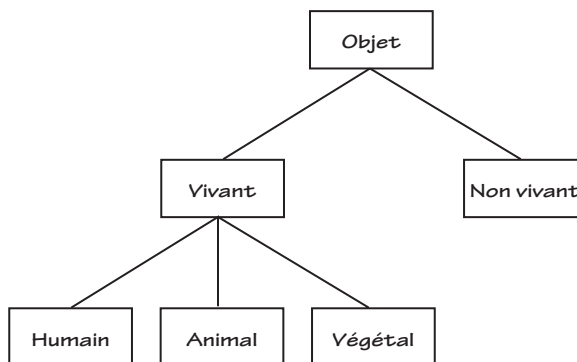 Objet
Vivant
Non vivant
Humain
Animal
Végétal